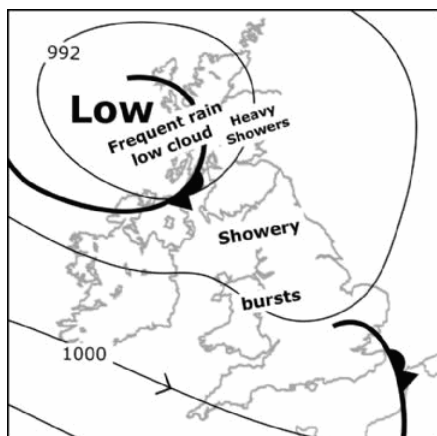 992
Low
Frequent rain
low cloud
Heavy
Showers
Showery
bursts
1000